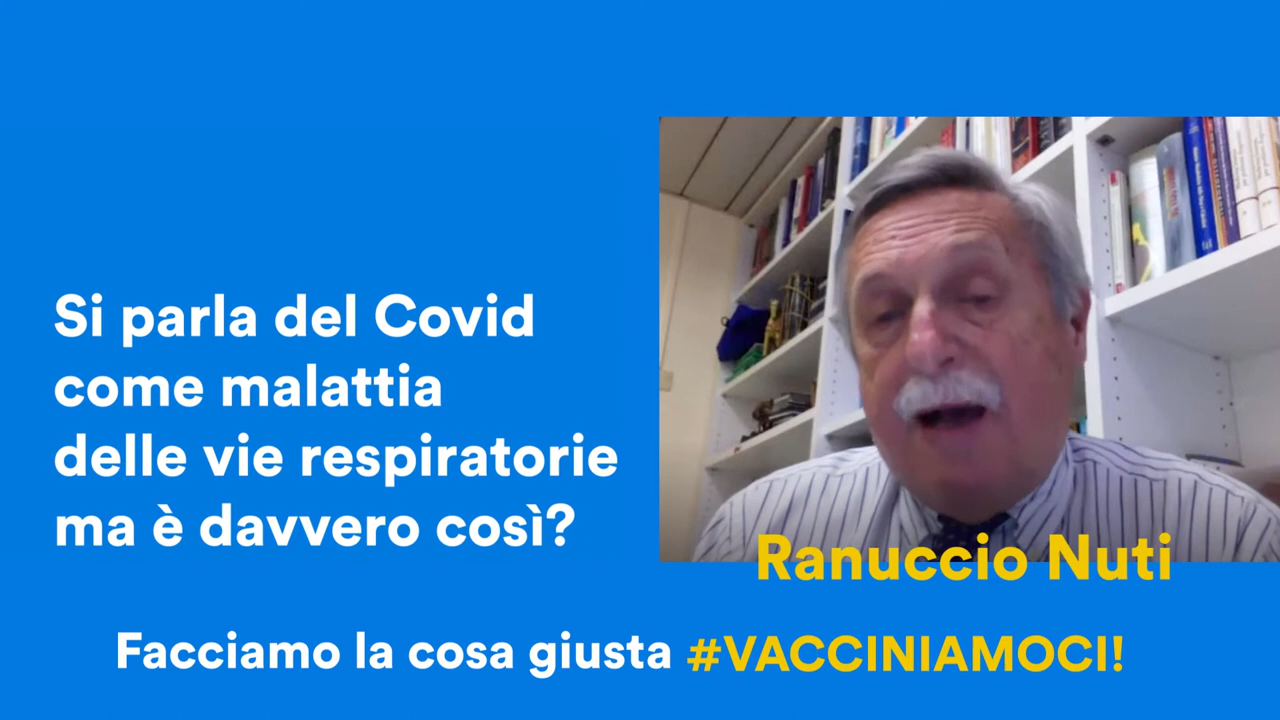 Si parla del Covid
come malattia
delle vie respiratorie
ma è davvero così?
Ranuccio Nuti
Facciamo la cosa giusta #VACCINIAMOCI!